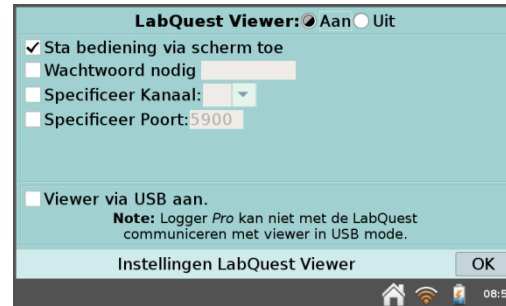 LabQuest Viewer: Aan Uit
Sta bediening via scherm toe
Wachtwoord nodig
Specificeer Kanaal:
Specificeer Poort: 5900
Viewer via USB aan.
Note: Logger Pro kan niet met de LabQuest
communiceren met viewer in USB mode.
Instellingen LabQuest Viewer OK